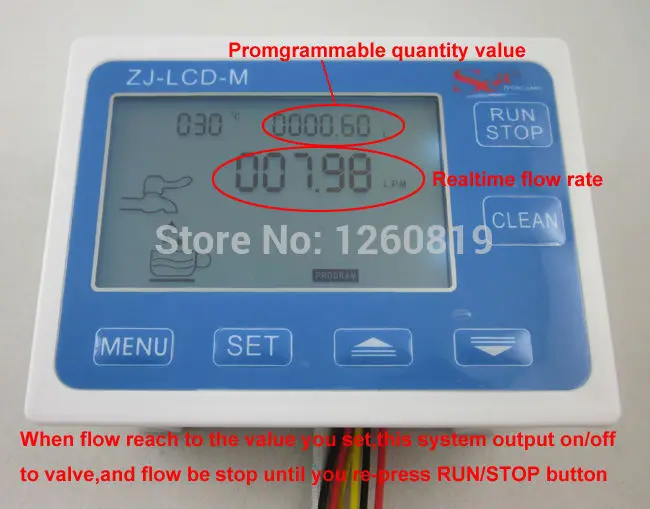 Promgrammable quantity value
ZJ-LCD-M
030 °C 0000.60 L
RUN
STOP
007.98 LPM
Realtime flow rate
CLEAN
Store No: 1260819
PROGRAM
MENU SET
When flow reach to the value you set,this system output on/off
to valve,and flow be stop until you re-press RUN/STOP button